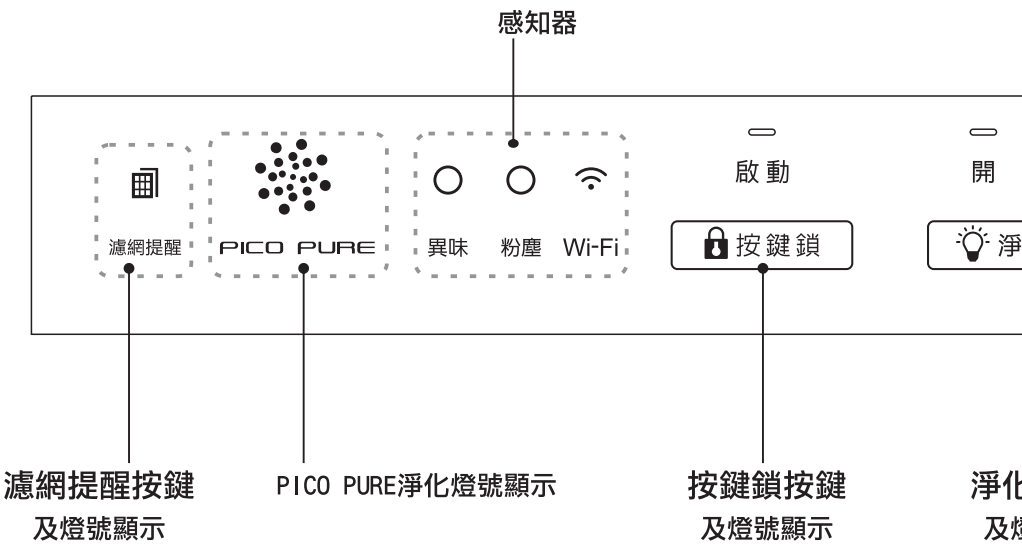 感知器
啟動
開
濾網提醒
PICO PURE
異味
粉塵
Wi-Fi
按鍵鎖
淨
濾網提醒按鍵
及燈號顯示
PICO PURE淨化燈號顯示
按鍵鎖按鍵
及燈號顯示
淨化
及燈